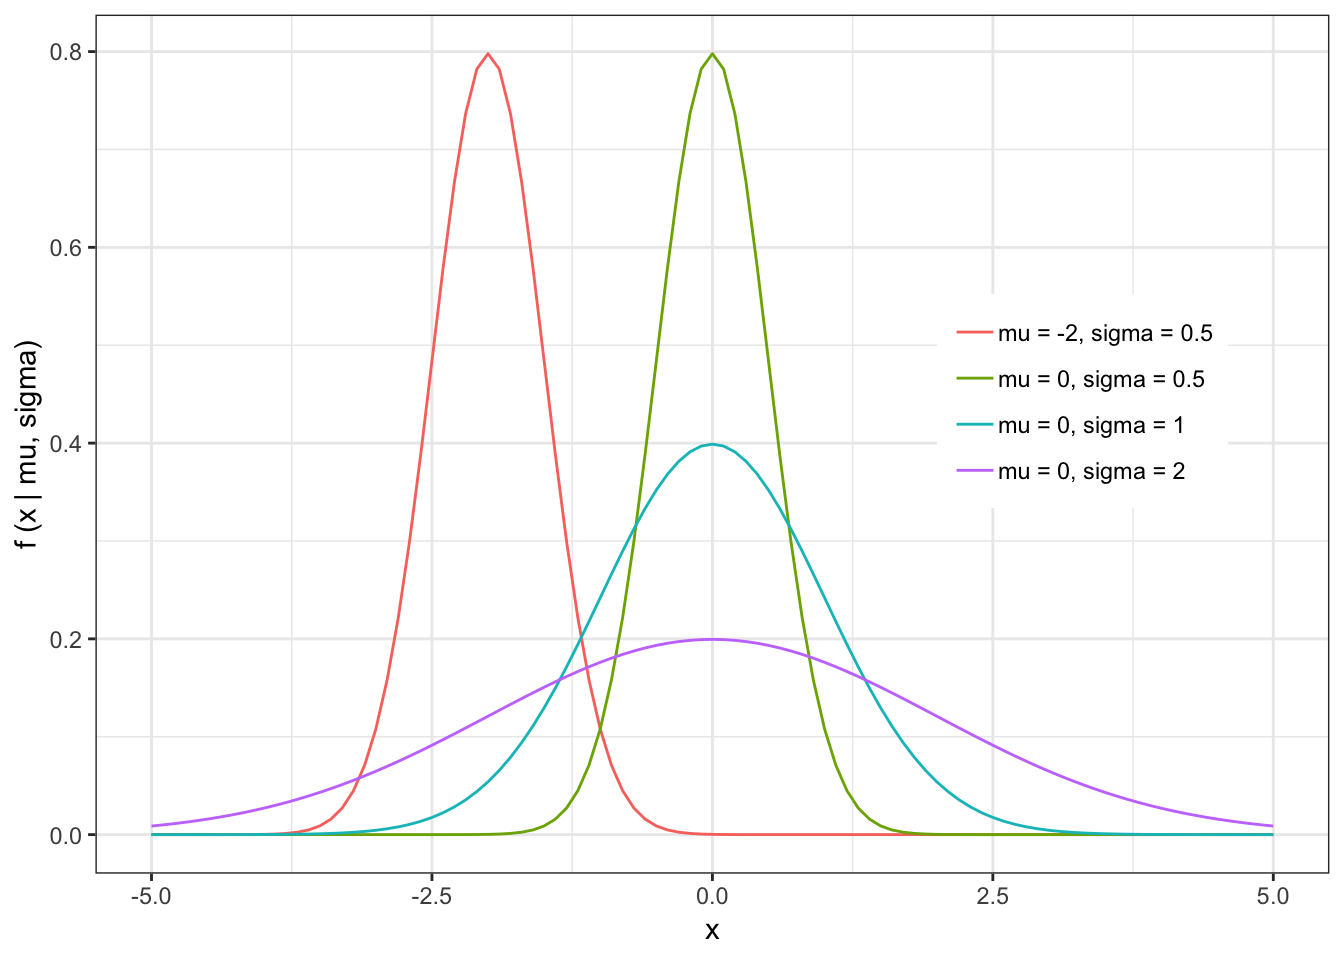 0.8
0.6
0.4
0.2
0.0
f (x | mu, sigma)
mu = -2, sigma = 0.5
mu = 0, sigma = 0.5
mu = 0, sigma = 1
mu = 0, sigma = 2
-5.0
-2.5
0.0
2.5
5.0
x